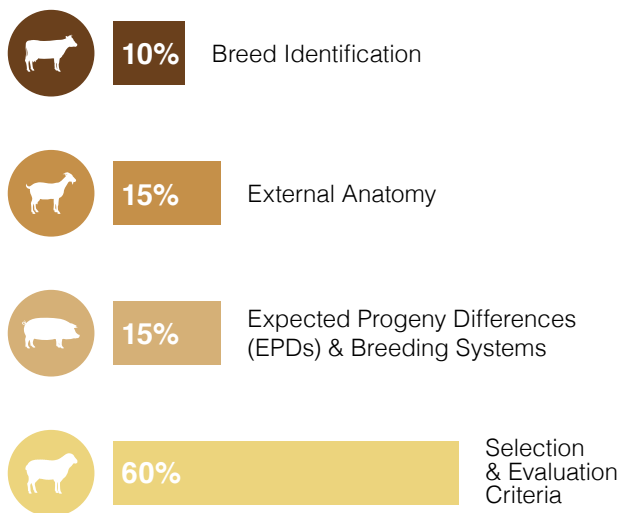 10% Breed Identification
15% External Anatomy
15% Expected Progeny Differences
(EPDs) & Breeding Systems
60% Selection
& Evaluation
Criteria